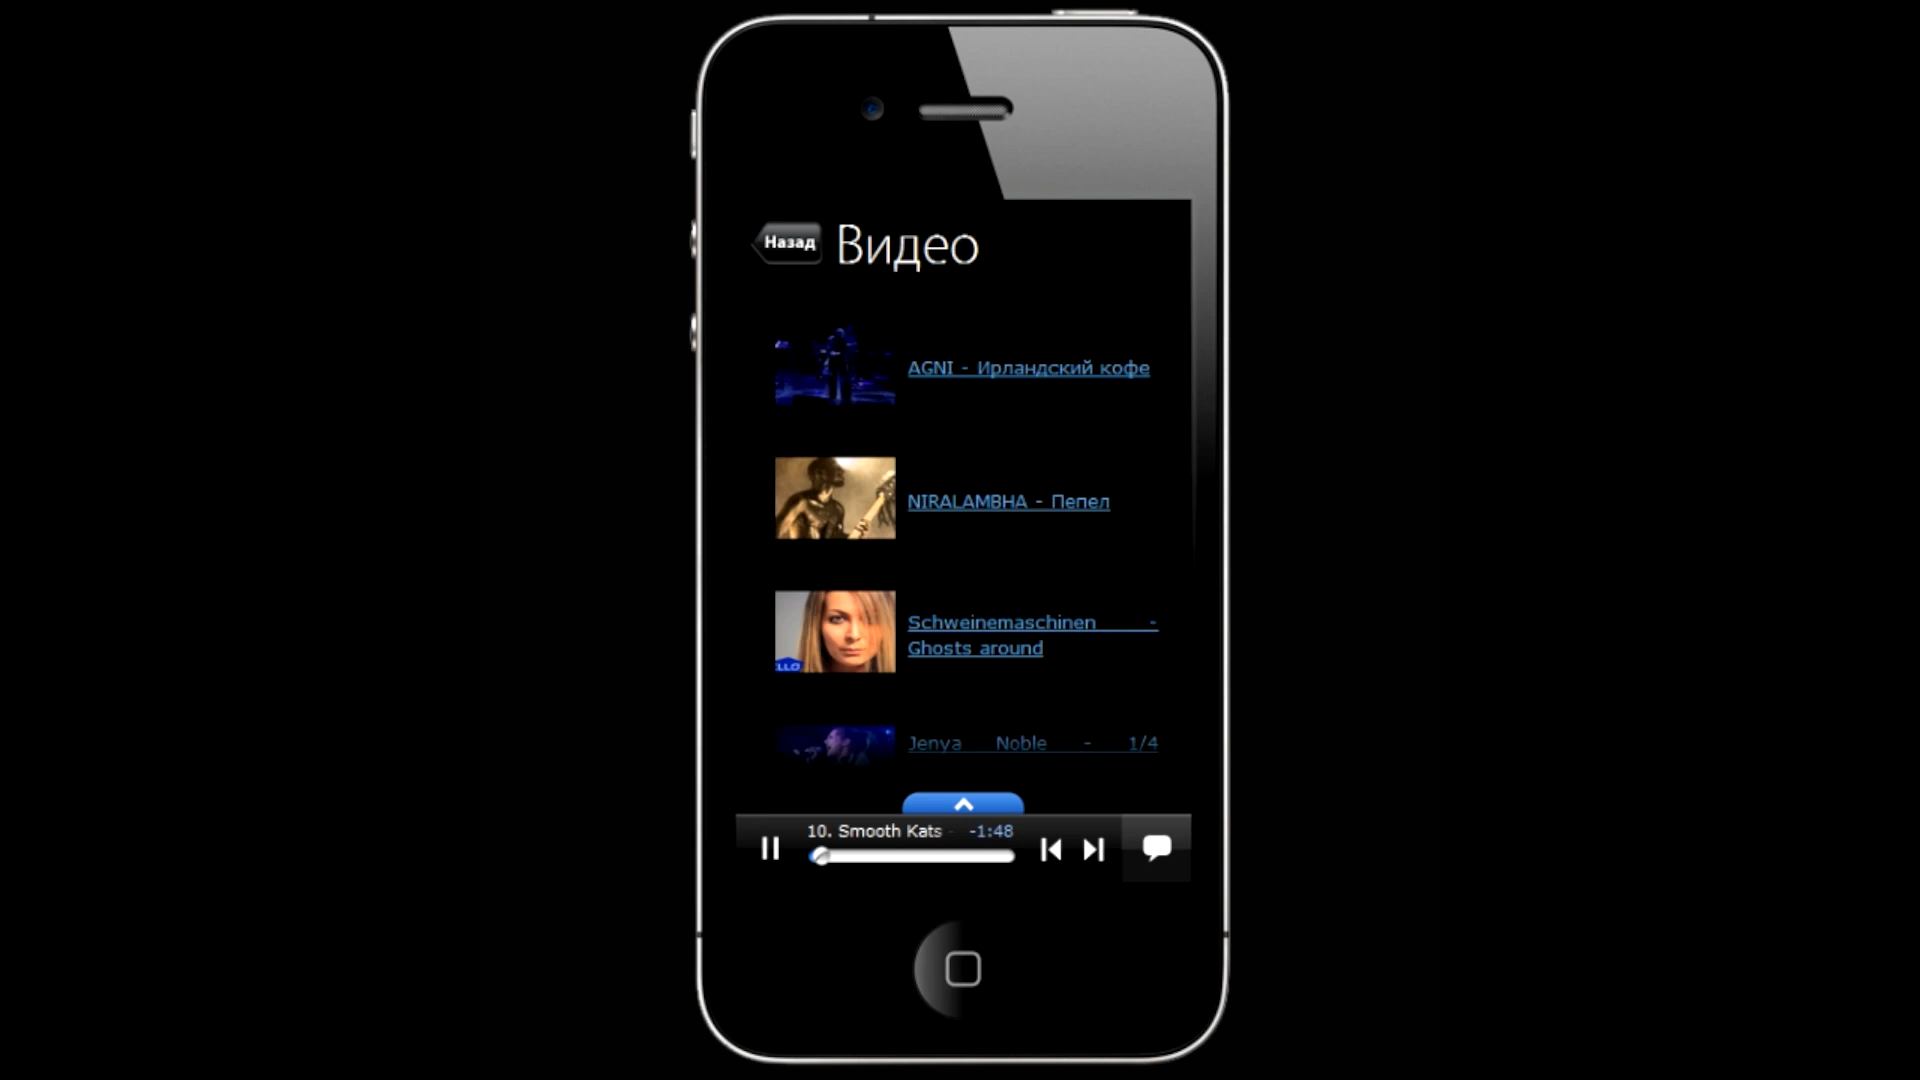 Назад
Видео
AGNI - Ирландский кофе
NIRALAMBHA - Пепел
Schweinemaschinen -
Ghosts around
LLO
Jenya Noble - 1/4
10. Smooth Kats - -1:48